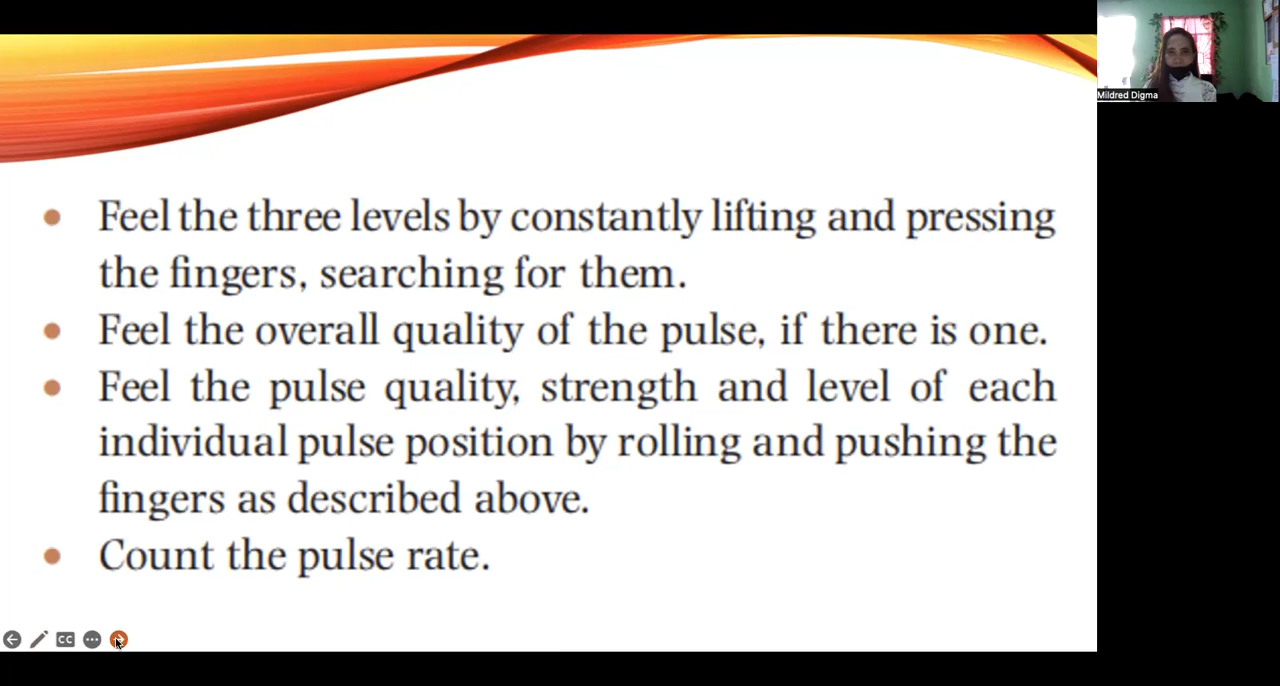 Feel the three levels by constantly lifting and pressing
the fingers, searching for them.
Feel the overall quality of the pulse, if there is one.
Feel the pulse quality, strength and level of each
individual pulse position by rolling and pushing the
fingers as described above.
Count the pulse rate.
Mildred Digma
CC